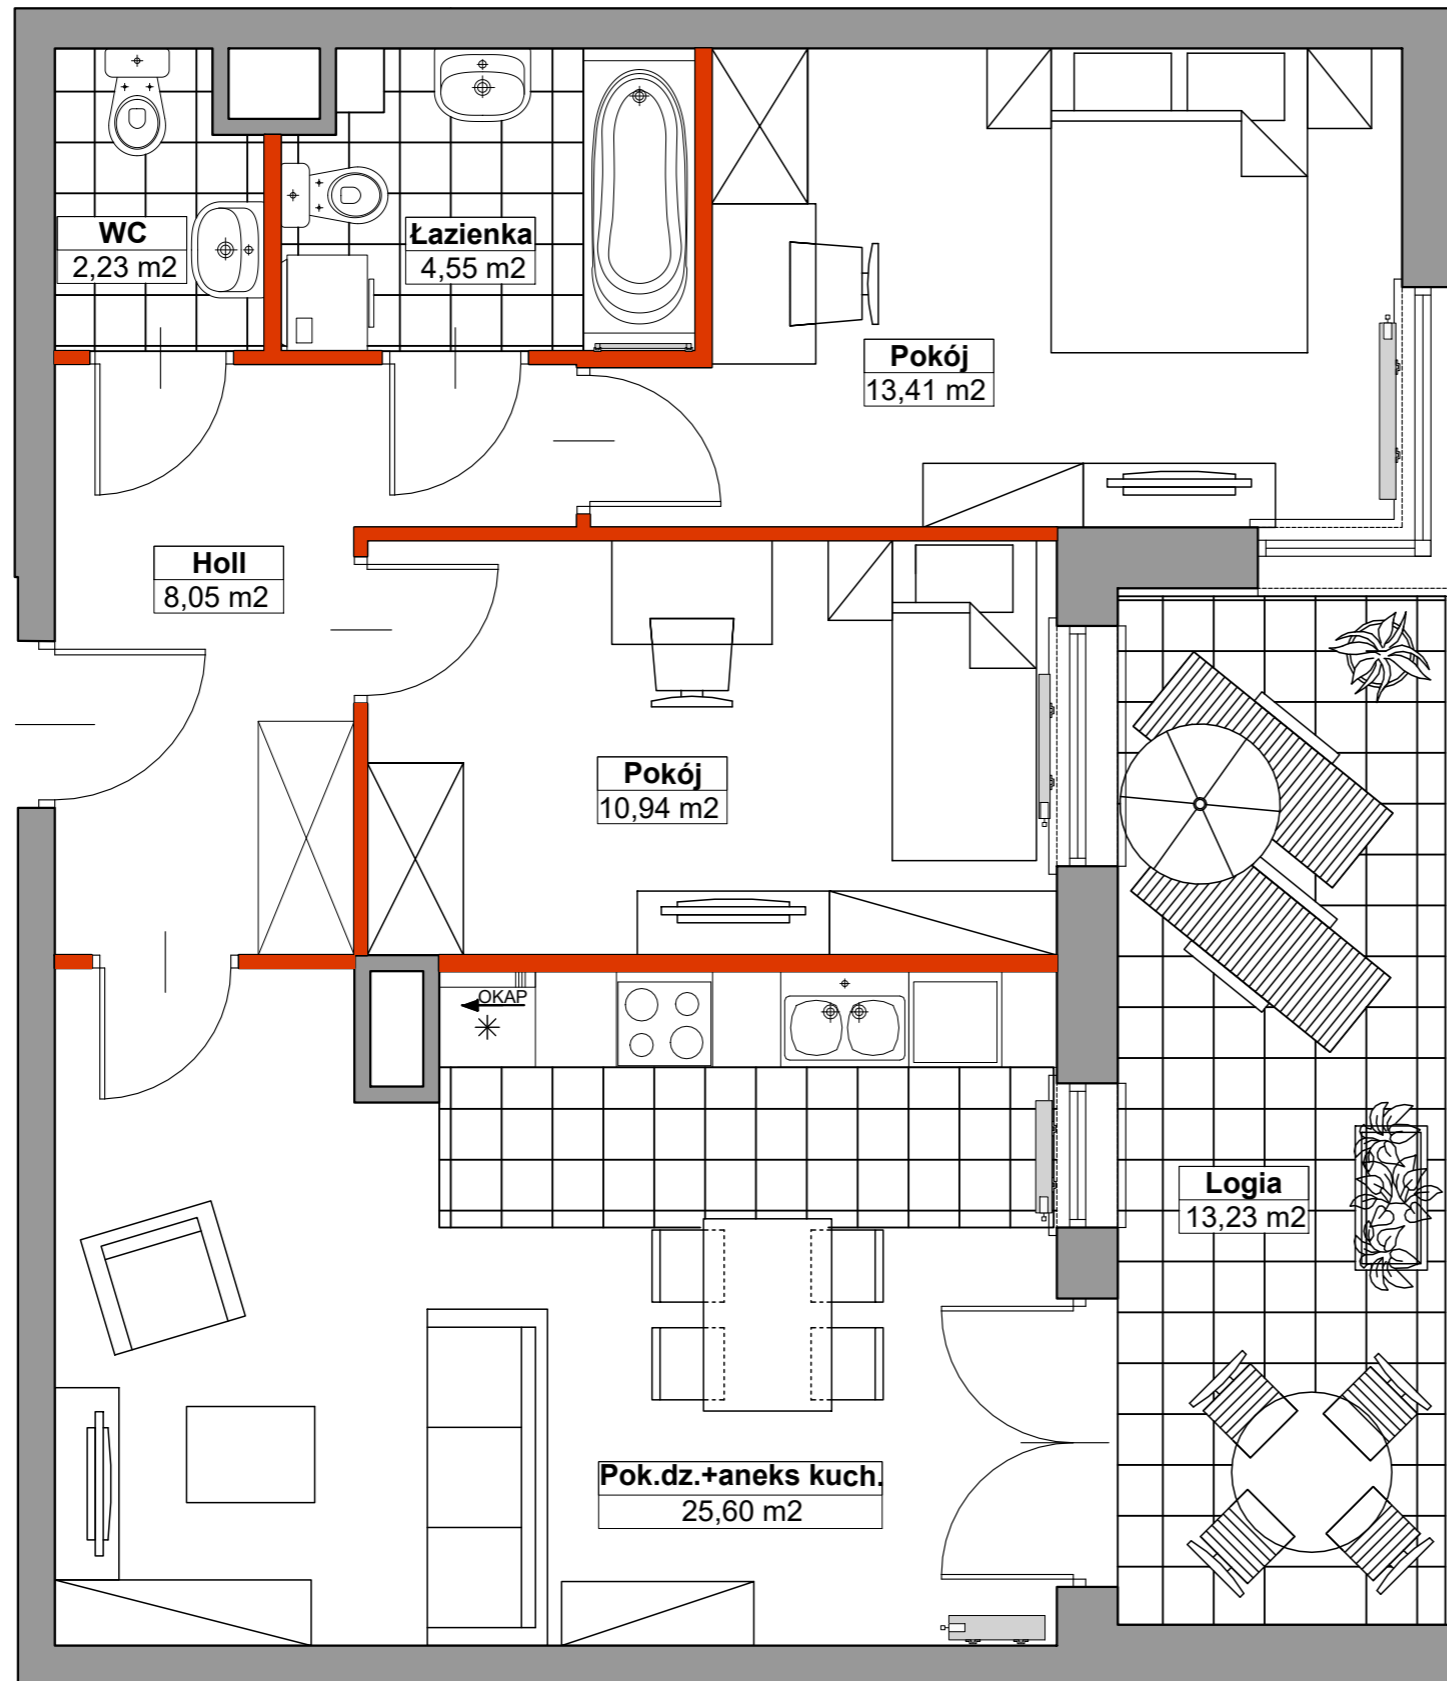 WC
2,23 m2
Łazienka
4,55 m2
Pokój
13,41 m2
Holl
8,05 m2
Pokój
10,94 m2
OKAP
Logia
13,23 m2
Pok.dz.+aneks kuch.
25,60 m2